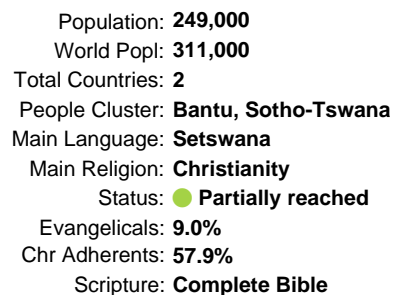 Population: 249,000
World Popl: 311,000
Total Countries: 2
People Cluster: Bantu, Sotho-Tswana
Main Language: Setswana
Main Religion: Christianity
Status: Partially reached
Evangelicals: 9.0%
Chr Adherents: 57.9%
Scripture: Complete Bible